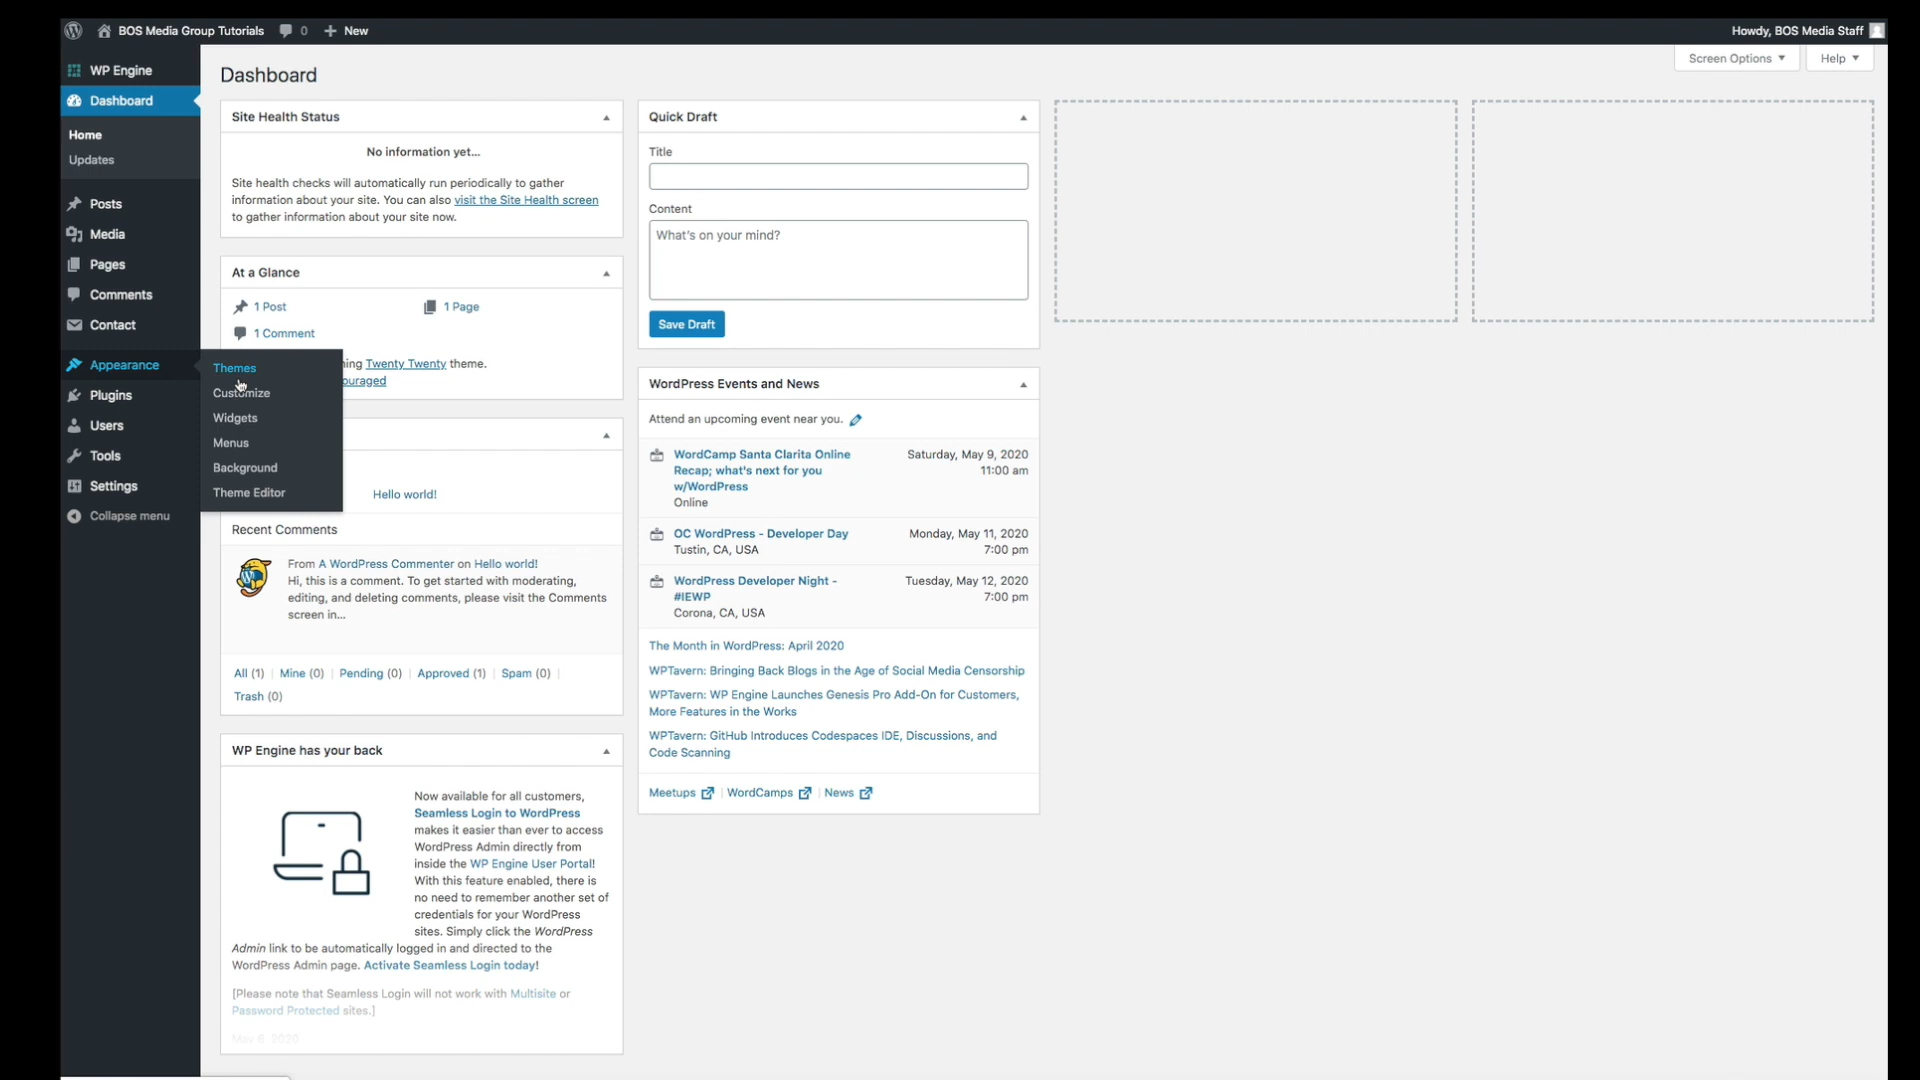 BOS Media Group Tutorials 0 New Howdy, BOS Media Staff
Screen Options Help
WP Engine
Dashboard
Home
Updates
Posts
Media
Pages
Comments
Contact
Appearance
Plugins
Users
Tools
Settings
Collapse menu
Themes
Customize
Widgets
Menus
Background
Theme Editor
Dashboard
Site Health Status
No information yet...
Site health checks will automatically run periodically to gather
information about your site. You can also visit the Site Health screen
to gather information about your site now.
At a Glance
1 Post 1 Page
1 Comment
ning Twenty Twenty theme.
ouraged
Hello world!
Recent Comments
From A WordPress Commenter on Hello world!
Hi, this is a comment. To get started with moderating,
editing, and deleting comments, please visit the Comments
screen in...
All (1) | Mine (0) | Pending (0) | Approved (1) | Spam (0) |
Trash (0)
WP Engine has your back
Now available for all customers,
Seamless Login to WordPress
makes it easier than ever to access
WordPress Admin directly from
inside the WP Engine User Portal!
With this feature enabled, there is
no need to remember another set of
credentials for your WordPress
sites. Simply click the WordPress
Admin link to be automatically logged in and directed to the
WordPress Admin page. Activate Seamless Login today!
[Please note that Seamless Login will not work with Multisite or
Password Protected sites.]
May 6, 2020
Quick Draft
Title
Content
What's on your mind?
Save Draft
WordPress Events and News
Attend an upcoming event near you.
WordCamp Santa Clarita Online Saturday, May 9, 2020
Recap; what's next for you 11:00 am
w/WordPress
Online
OC WordPress - Developer Day Monday, May 11, 2020
Tustin, CA, USA 7:00 pm
WordPress Developer Night - Tuesday, May 12, 2020
#IEWP 7:00 pm
Corona, CA, USA
The Month in WordPress: April 2020
WPTavern: Bringing Back Blogs in the Age of Social Media Censorship
WPTavern: WP Engine Launches Genesis Pro Add-On for Customers,
More Features in the Works
WPTavern: GitHub Introduces Codespaces IDE, Discussions, and
Code Scanning
Meetups | WordCamps | News